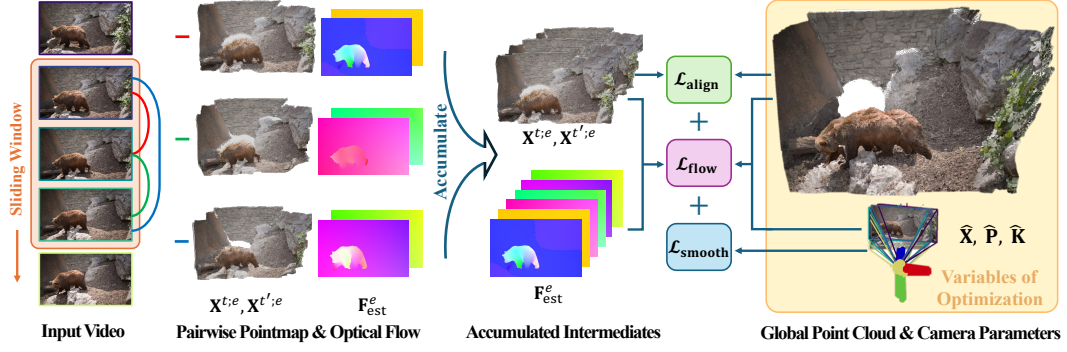 Sliding Window
Input Video
X^{t;e}, X^{t′;e}
F^e_est
Pairwise Pointmap & Optical Flow
Accumulate
X^{t;e}, X^{t′;e}
F^e_est
Accumulated Intermediates
ℒ_align
+
ℒ_flow
+
ℒ_smooth
X̂, P̂, K̂
Variables of
Optimization
Global Point Cloud & Camera Parameters